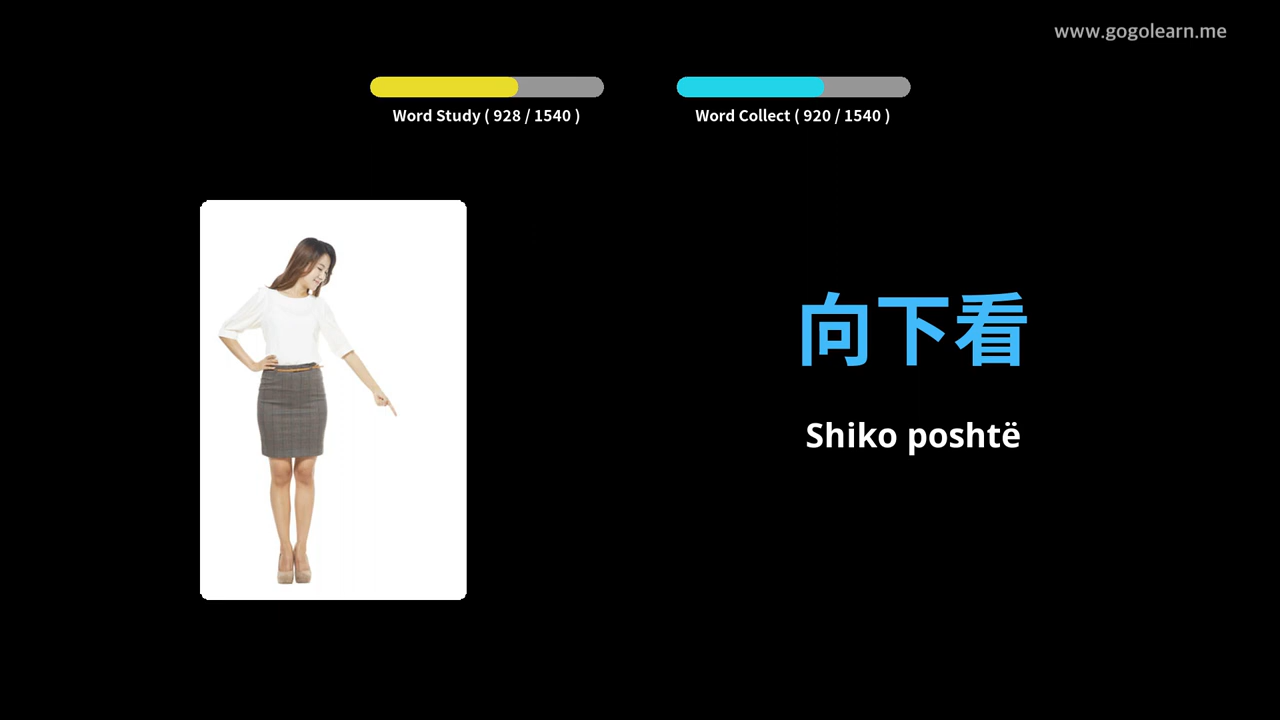 www.gogolearn.me
Word Study ( 928 / 1540 )
Word Collect ( 920 / 1540 )
向下看
Shiko poshtë